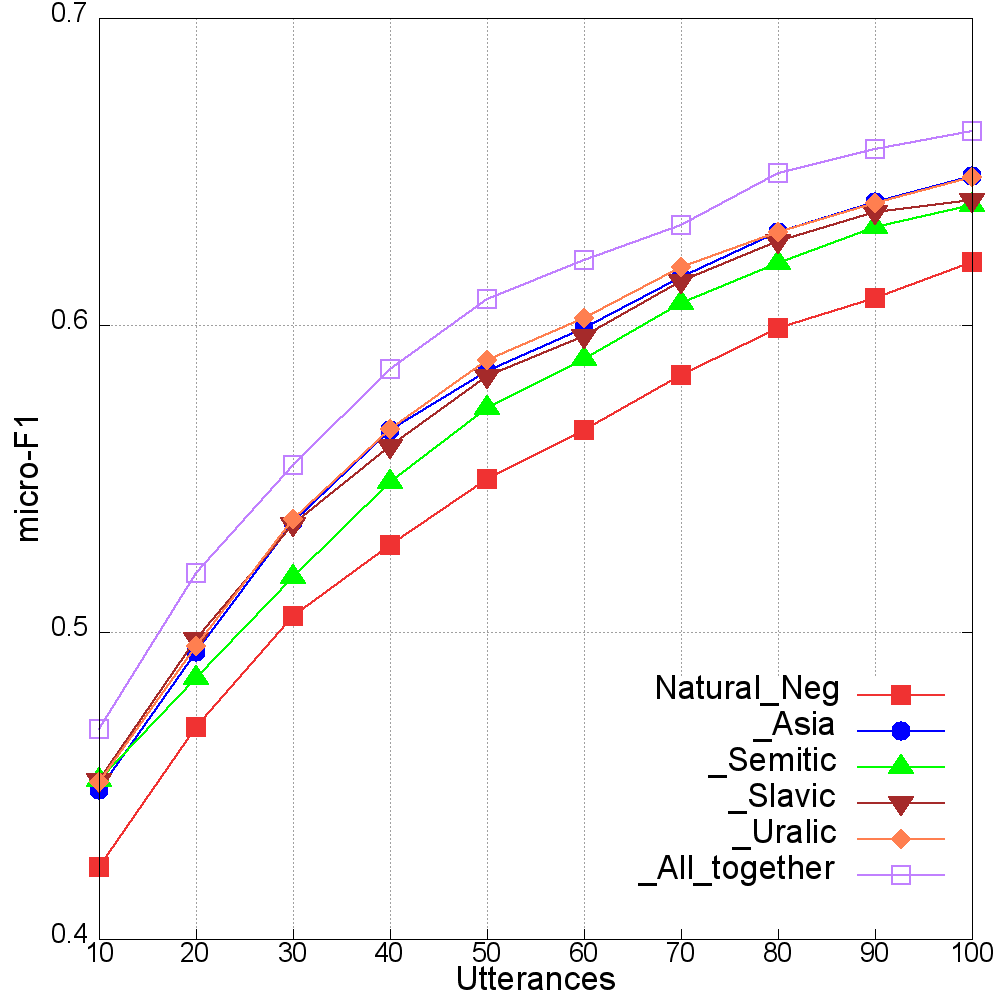 0.7
0.6
0.5
0.4
micro-F1
Natural_Neg
_Asia
_Semitic
_Slavic
_Uralic
_All_together
10 20 30 40 50 60 70 80 90 100
Utterances